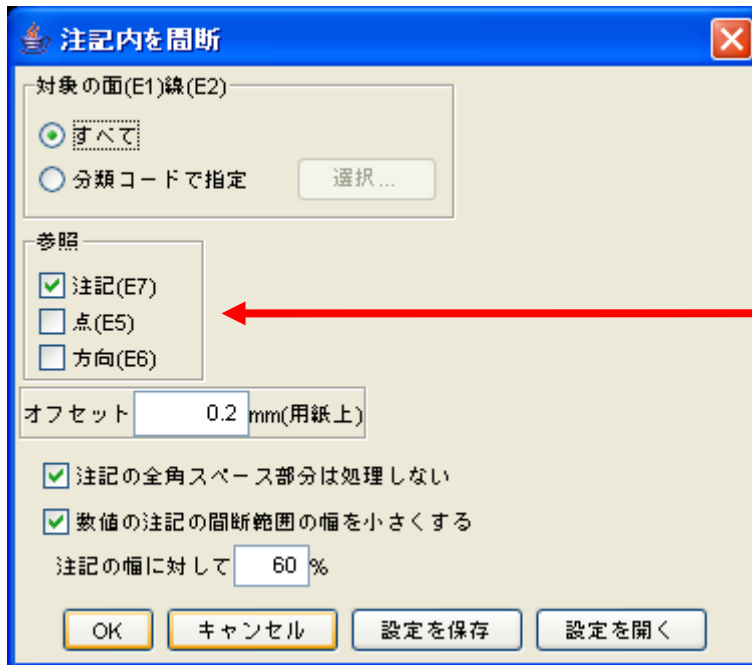 注記内を間断
対象の面(E1)線(E2)
すべて
分類コードで指定 選択...
参照
注記(E7)
点(E5)
方向(E6)
オフセット 0.2 mm(用紙上)
注記の全角スペース部分は処理しない
数値の注記の間断範囲の幅を小さくする
注記の幅に対して 60 %
OK キャンセル 設定を保存 設定を開く